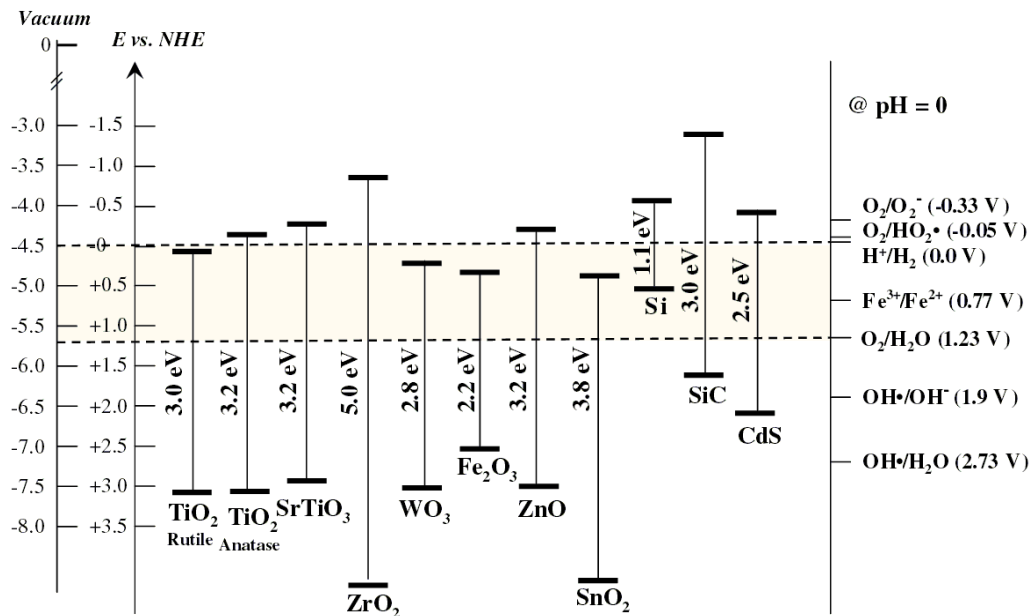 Vacuum
0
E vs. NHE
@ pH = 0
-3.0
-3.5
-4.0
-4.5
-5.0
-5.5
-6.0
-6.5
-7.0
-7.5
-8.0
-1.5
-1.0
-0.5
-0
+0.5
+1.0
+1.5
+2.0
+2.5
+3.0
+3.5
3.0 eV
TiO₂
Rutile
3.2 eV
TiO₂
Anatase
3.2 eV
SrTiO₃
5.0 eV
ZrO₂
2.8 eV
WO₃
2.2 eV
Fe₂O₃
3.2 eV
ZnO
3.8 eV
SnO₂
1.1 eV
Si
3.0 eV
SiC
2.5 eV
CdS
O₂/O₂⁻ (-0.33 V)
O₂/HO₂• (-0.05 V)
H⁺/H₂ (0.0 V)
Fe³⁺/Fe²⁺ (0.77 V)
O₂/H₂O (1.23 V)
OH•/OH⁻ (1.9 V)
OH•/H₂O (2.73 V)